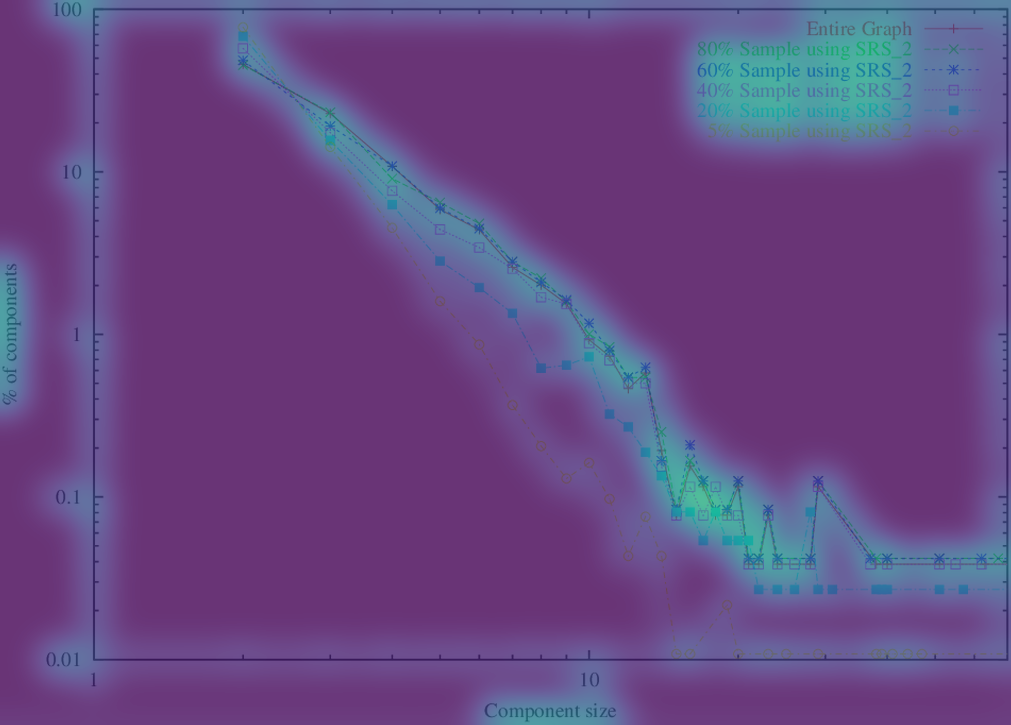 100
10
1
0.1
0.01
% of components
Entire Graph
80% Sample using SRS_2
60% Sample using SRS_2
40% Sample using SRS_2
20% Sample using SRS_2
5% Sample using SRS_2
1
10
Component size